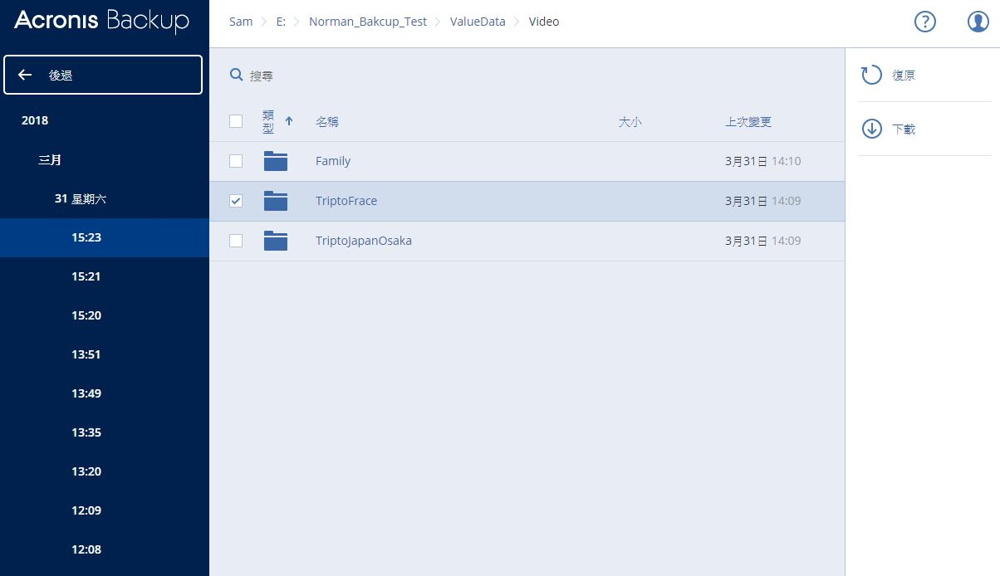 Acronis Backup
Sam E: Norman_Bakcup_Test ValueData Video
後退
2018
三月
31 星期六
15:23
15:21
15:20
13:51
13:49
13:35
13:20
12:09
12:08
搜尋
類型 名稱 大小 上次變更
Family 3月31日 14:10
TriptoFrace 3月31日 14:09
TriptoJapanOsaka 3月31日 14:09
復原
下載